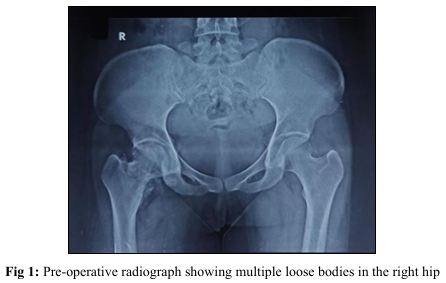 R
Fig 1: Pre-operative radiograph showing multiple loose bodies in the right hip